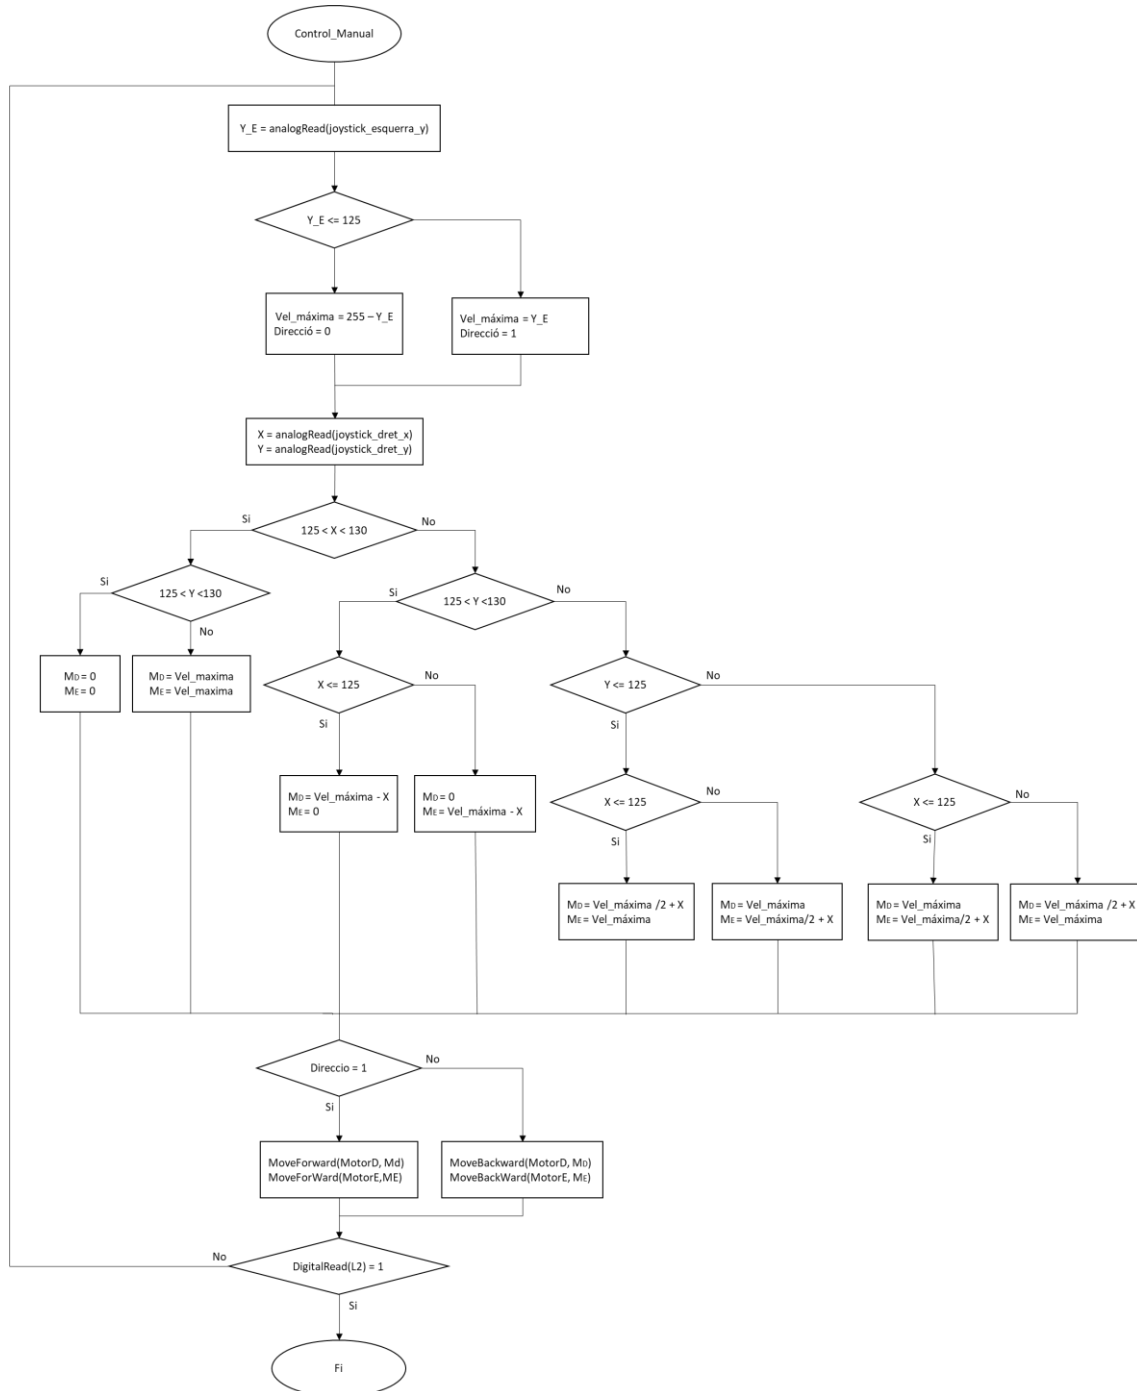 Control_Manual
Y_E = analogRead(joystick_esquerra_y)
Y_E <= 125
Vel_máxima = 255 – Y_E
Direcció = 0
Vel_máxima = Y_E
Direcció = 1
X = analogRead(joystick_dret_x)
Y = analogRead(joystick_dret_y)
Si
125 < X < 130
No
Si
125 < Y <130
No
Si
125 < Y <130
No
MD = 0
ME = 0
MD = Vel_maxima
ME = Vel_maxima
X <= 125
No
Si
Y <= 125
No
Si
MD = Vel_máxima - X
ME = 0
MD = 0
ME = Vel_máxima - X
X <= 125
No
Si
X <= 125
No
Si
MD = Vel_máxima /2 + X
ME = Vel_máxima
MD = Vel_máxima
ME = Vel_máxima/2 + X
MD = Vel_máxima
ME = Vel_máxima/2 + X
MD = Vel_máxima /2 + X
ME = Vel_máxima
Direccio = 1
No
Si
MoveForward(MotorD, Md)
MoveForWard(MotorE,ME)
MoveBackward(MotorD, MD)
MoveBackWard(MotorE, ME)
No
DigitalRead(L2) = 1
Si
Fi